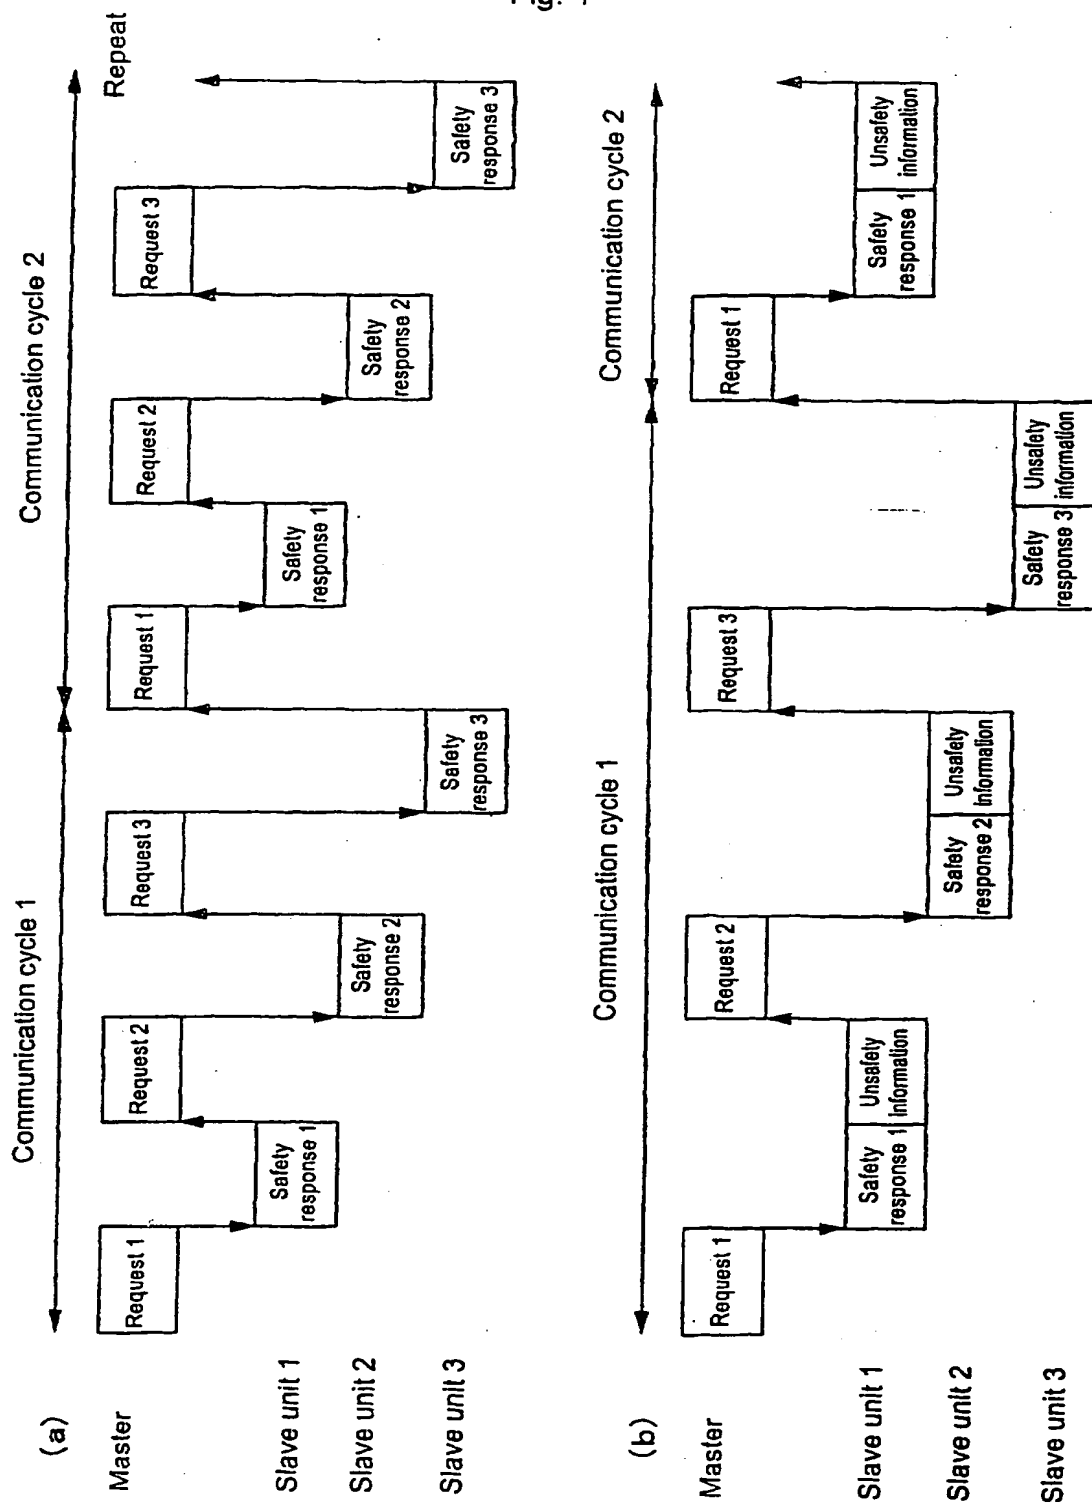 Fig.
(a)
Communication cycle 1
Communication cycle 2
Repeat
Master
Request 1
Request 2
Request 3
Request 1
Request 2
Request 3
Slave unit 1
Safety
response 1
Safety
response 1
Slave unit 2
Safety
response 2
Safety
response 2
Slave unit 3
Safety
response 3
Safety
response 3
(b)
Communication cycle 1
Communication cycle 2
Master
Request 1
Request 2
Request 3
Request 1
Slave unit 1
Safety
response 1
Unsafety
information
Safety
response 1
Unsafety
information
Slave unit 2
Safety
response 2
Unsafety
information
Slave unit 3
Safety
response 3
Unsafety
information